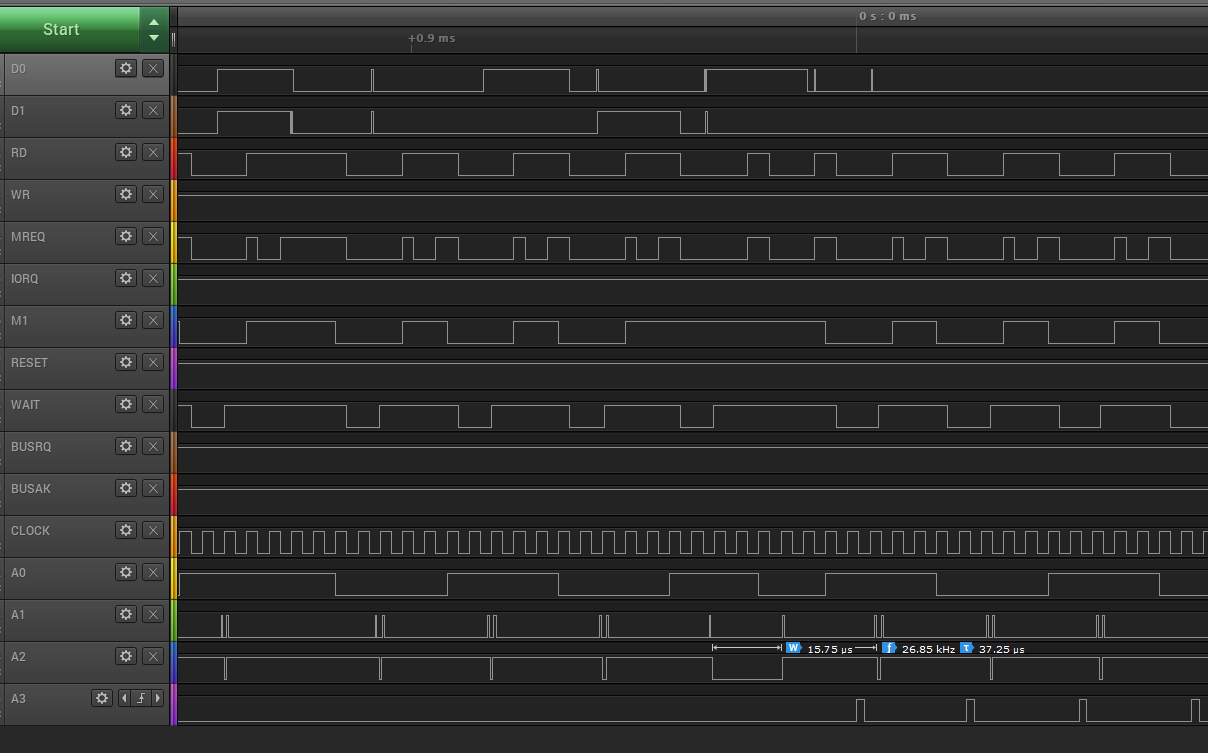 Start
0 s : 0 ms
+0.9 ms
D0
D1
RD
WR
MREQ
IORQ
M1
RESET
WAIT
BUSRQ
BUSAK
CLOCK
A0
A1
A2
W 15.75 µs f 26.85 kHz T 37.25 µs
A3